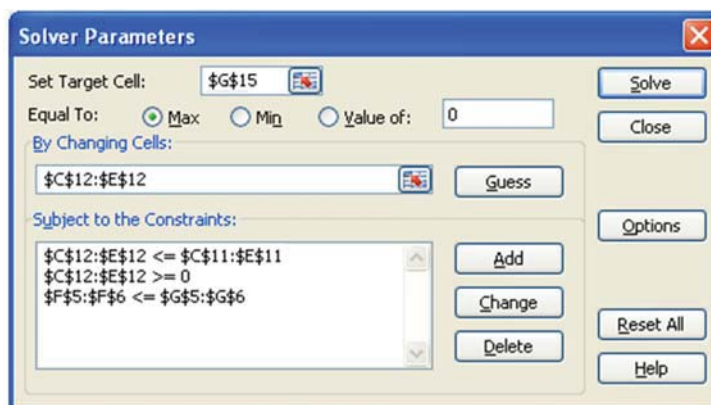 Solver Parameters
Set Target Cell: $G$15
Solve
Equal To: Max Min Value of: 0
Close
By Changing Cells:
$C$12:$E$12
Guess
Subject to the Constraints:
Options
$C$12:$E$12 <= $C$11:$E$11
$C$12:$E$12 >= 0
$F$5:$F$6 <= $G$5:$G$6
Add
Change
Delete
Reset All
Help